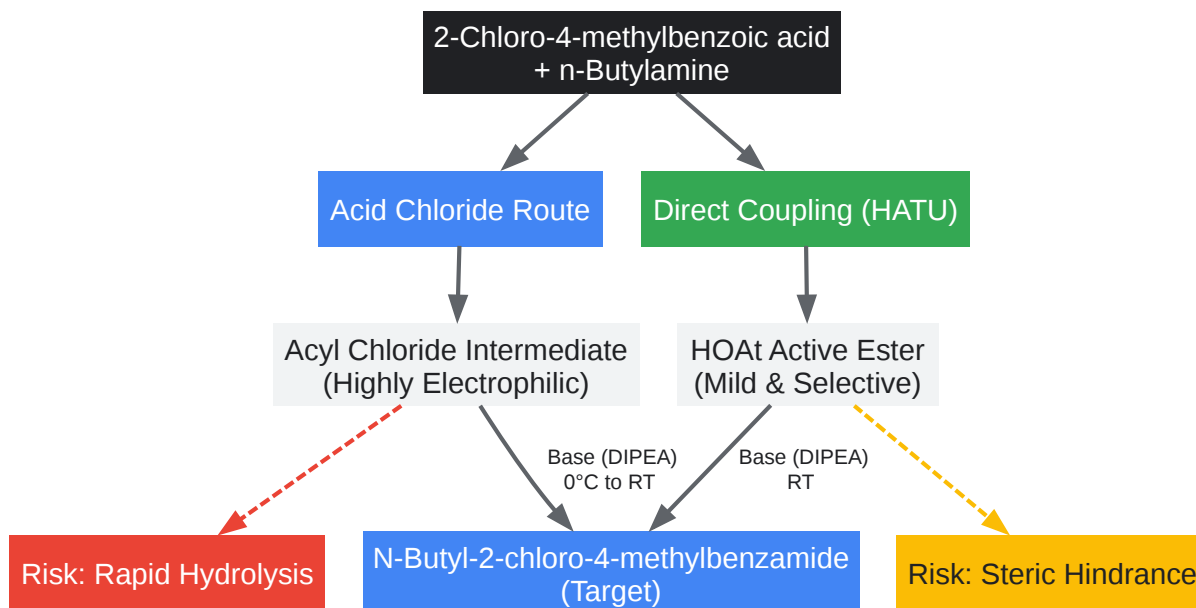 2-Chloro-4-methylbenzoic acid
+ n-Butylamine
Acid Chloride Route
Direct Coupling (HATU)
Acyl Chloride Intermediate
(Highly Electrophilic)
HOAt Active Ester
(Mild & Selective)
Base (DIPEA)
0°C to RT
Base (DIPEA)
RT
Risk: Rapid Hydrolysis
N-Butyl-2-chloro-4-methylbenzamide
(Target)
Risk: Steric Hindrance